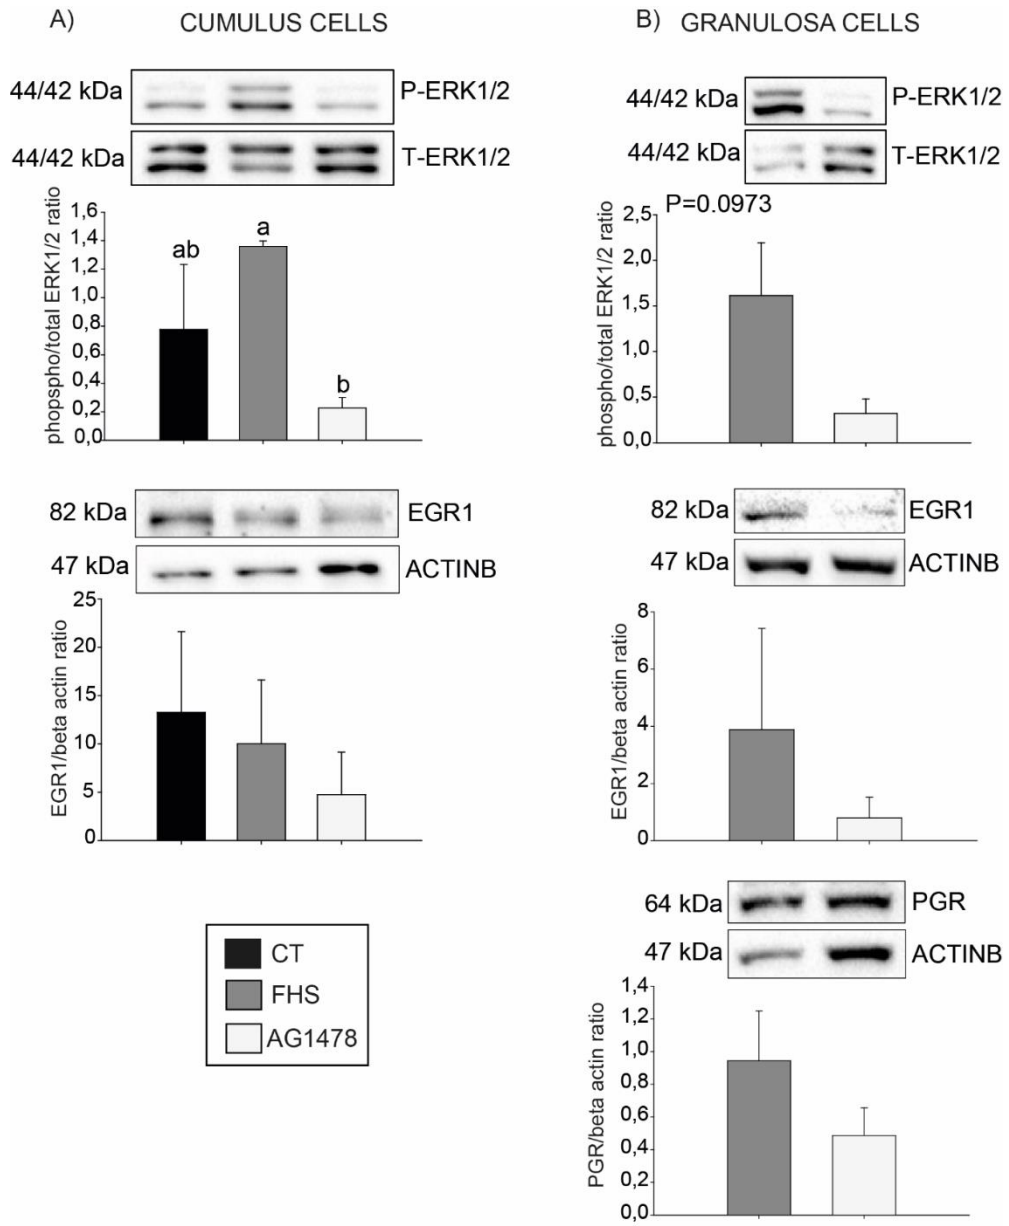 A)
CUMULUS CELLS
44/42 kDa
P-ERK1/2
44/42 kDa
T-ERK1/2
phopspho/total ERK1/2 ratio
1,6
1,4
1,2
0,8
0,6
0,4
0,2
0,0
ab
a
b
82 kDa
EGR1
47 kDa
ACTINB
EGR1/beta actin ratio
25
20
15
10
5
0
CT
FHS
AG1478
B)
GRANULOSA CELLS
44/42 kDa
P-ERK1/2
44/42 kDa
T-ERK1/2
P=0.0973
phospho/total ERK1/2 ratio
2,5
2,0
1,5
1,0
0,5
0,0
82 kDa
EGR1
47 kDa
ACTINB
EGR1/beta actin ratio
8
6
4
2
0
64 kDa
PGR
47 kDa
ACTINB
PGR/beta actin ratio
1,4
1,2
1,0
0,8
0,6
0,4
0,2
0,0